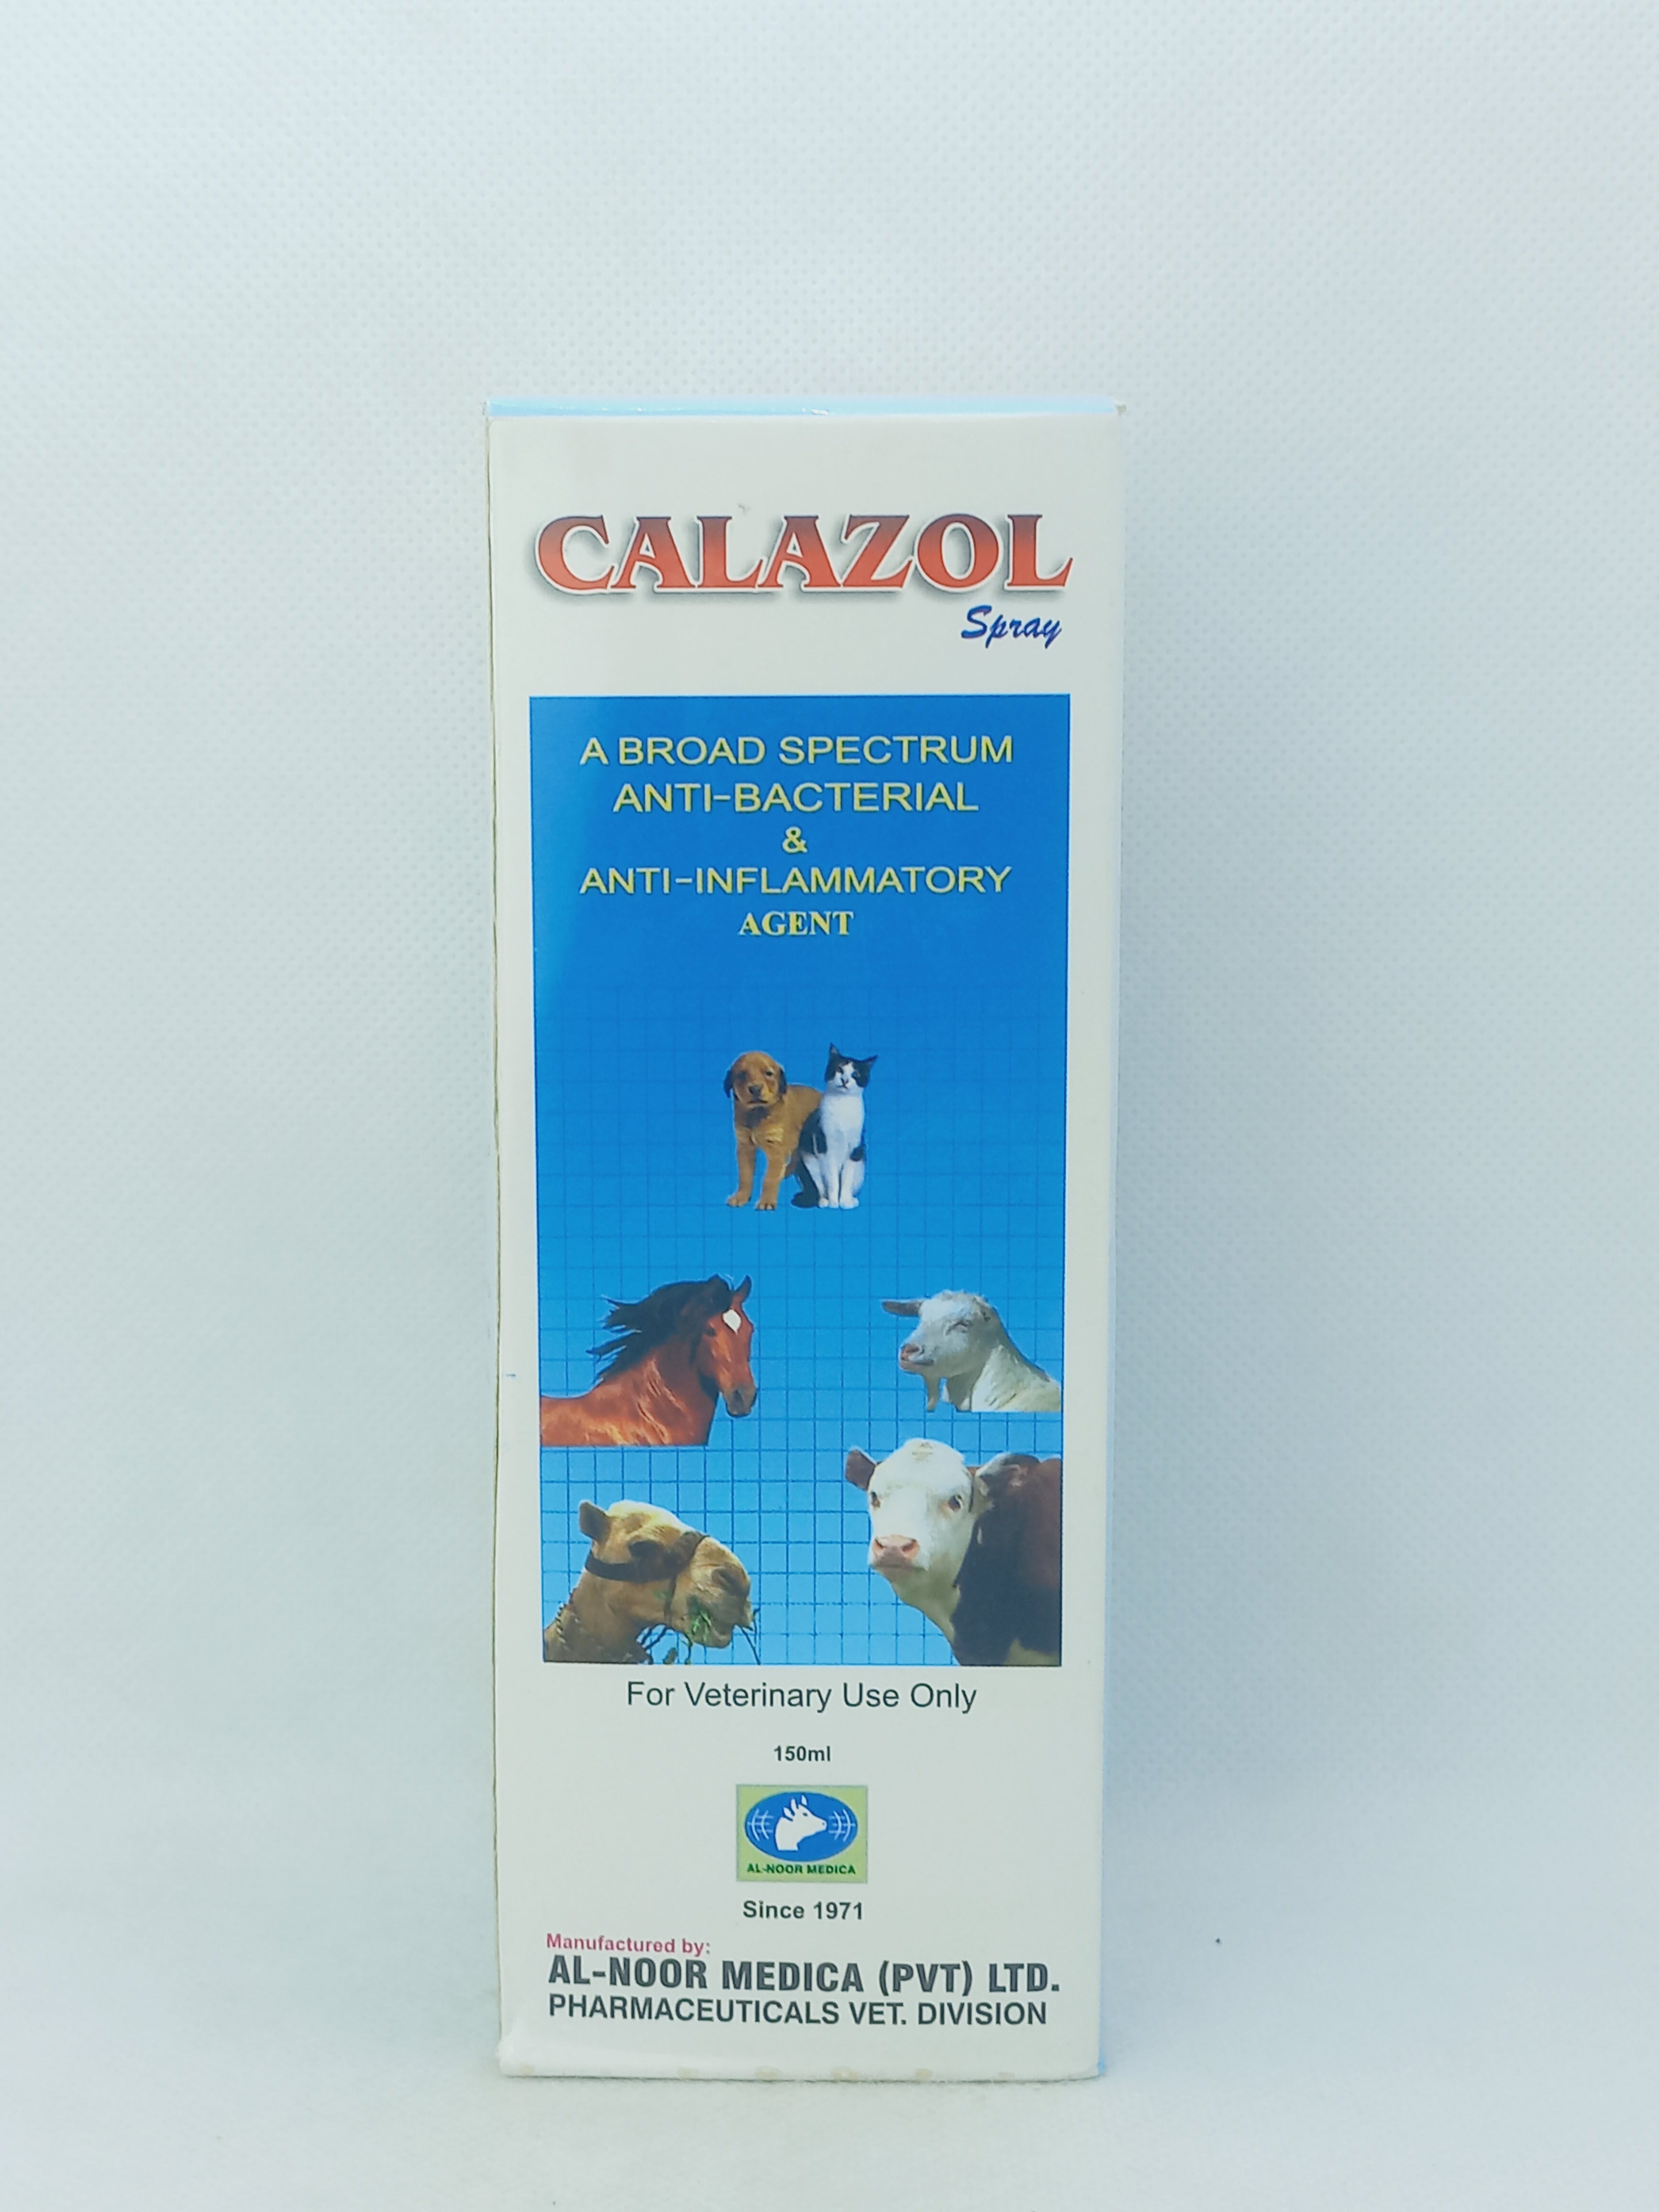 CALAZOL
Spray
A BROAD SPECTRUM
ANTI-BACTERIAL
&
ANTI-INFLAMMATORY
AGENT
For Veterinary Use Only
150ml
AL-NOOR MEDICA
Since 1971
Manufactured by:
AL-NOOR MEDICA (PVT) LTD.
PHARMACEUTICALS VET. DIVISION